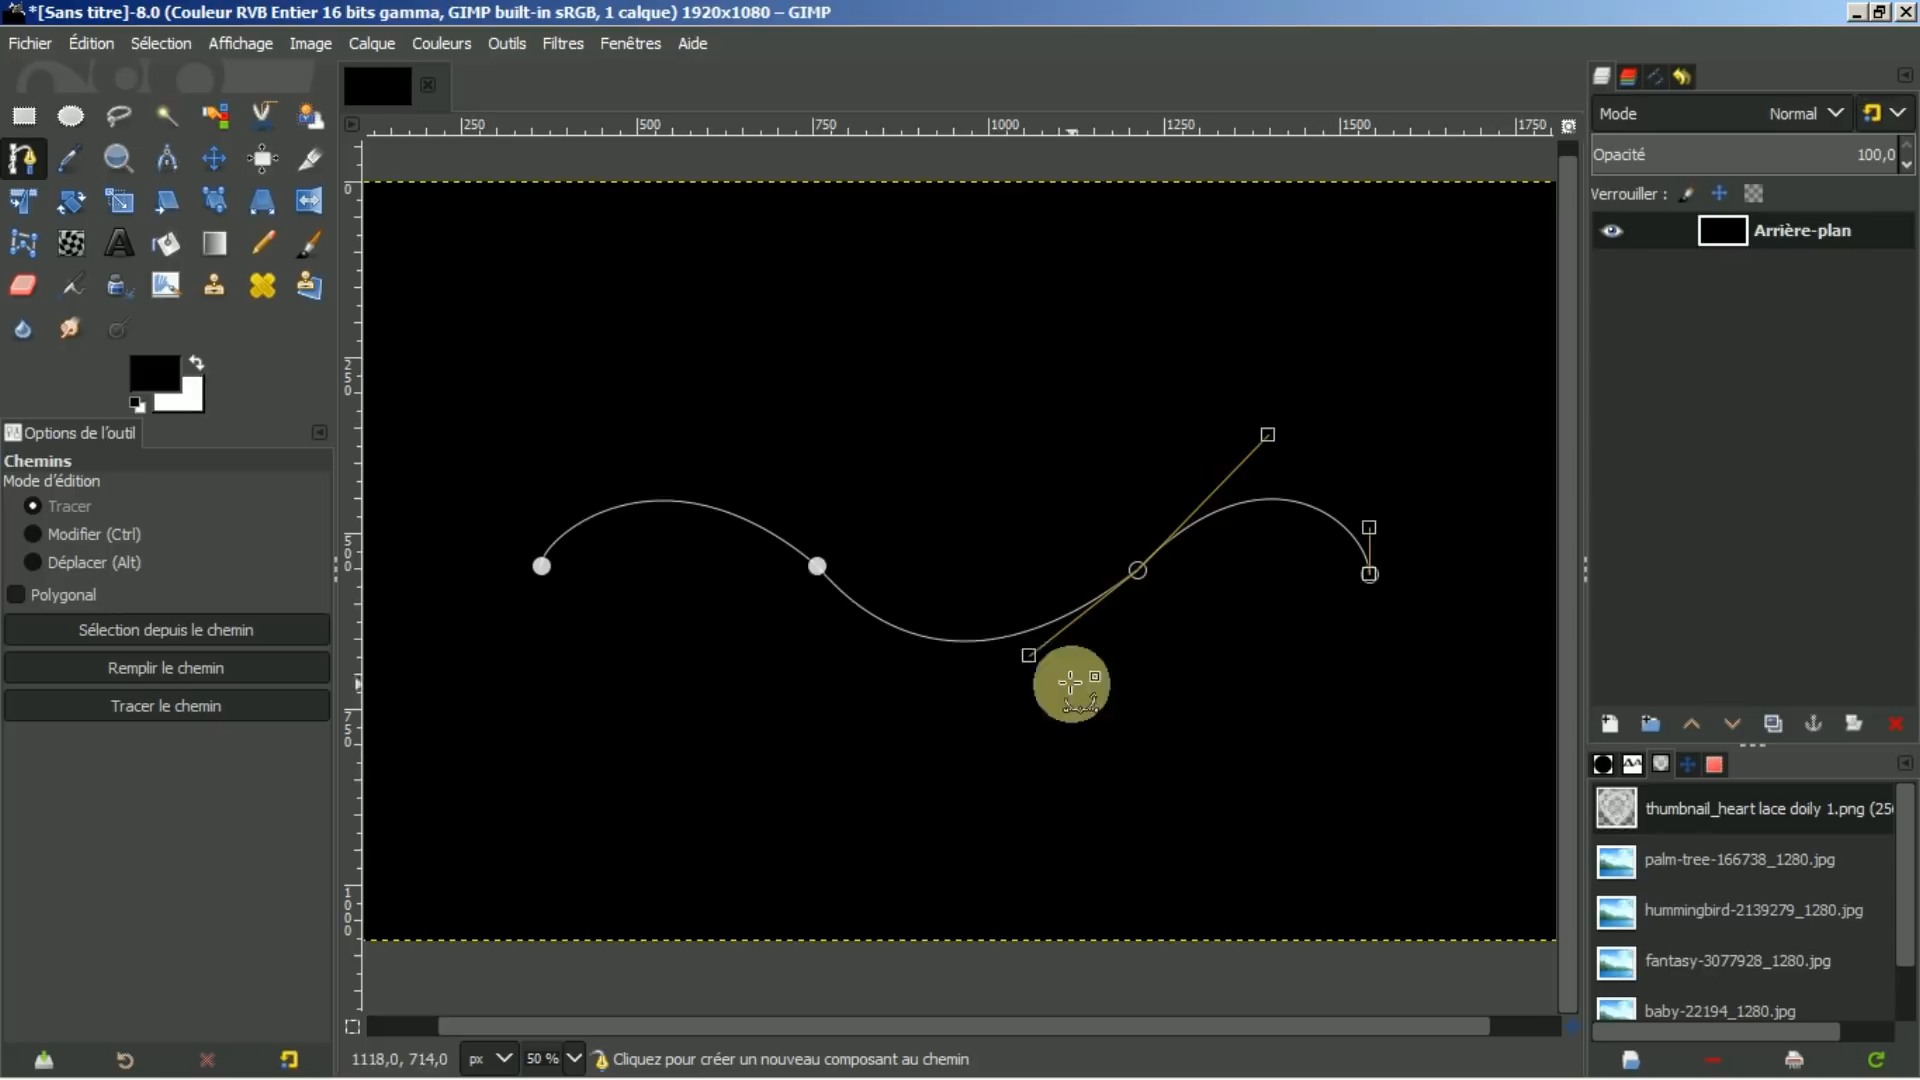 *[Sans titre]-8.0 (Couleur RVB Entier 16 bits gamma, GIMP built-in sRGB, 1 calque) 1920x1080 – GIMP
Fichier Édition Sélection Affichage Image Calque Couleurs Outils Filtres Fenêtres Aide
250 500 750 1000 1250 1500 1750
Mode Normal
Opacité 100,0
Verrouiller :
Arrière-plan
0
250
500
750
1000
Options de l'outil
Chemins
Mode d'édition
Tracer
Modifier (Ctrl)
Déplacer (Alt)
Polygonal
Sélection depuis le chemin
Remplir le chemin
Tracer le chemin
thumbnail_heart lace doily 1.png (25
palm-tree-166738_1280.jpg
hummingbird-2139279_1280.jpg
fantasy-3077928_1280.jpg
baby-22194_1280.jpg
1118,0, 714,0 px 50 % Cliquez pour créer un nouveau composant au chemin